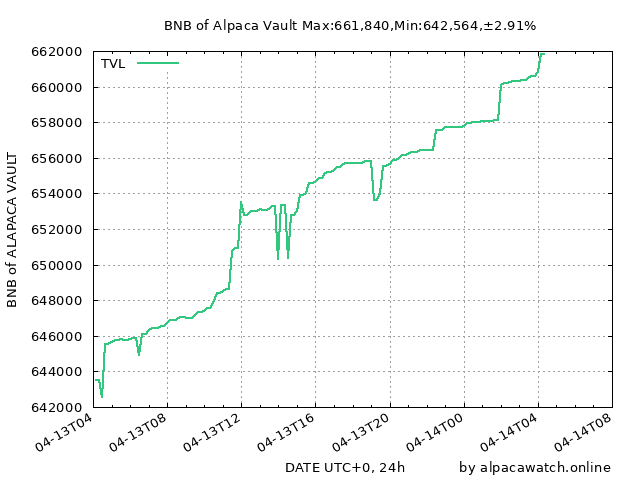 BNB of Alpaca Vault Max:661,840,Min:642,564,±2.91%
TVL
BNB of ALAPACA VAULT
662000
660000
658000
656000
654000
652000
650000
648000
646000
644000
642000
04-13T04
04-13T08
04-13T12
04-13T16
04-13T20
04-14T00
04-14T04
04-14T08
DATE UTC+0, 24h
by alpacawatch.online